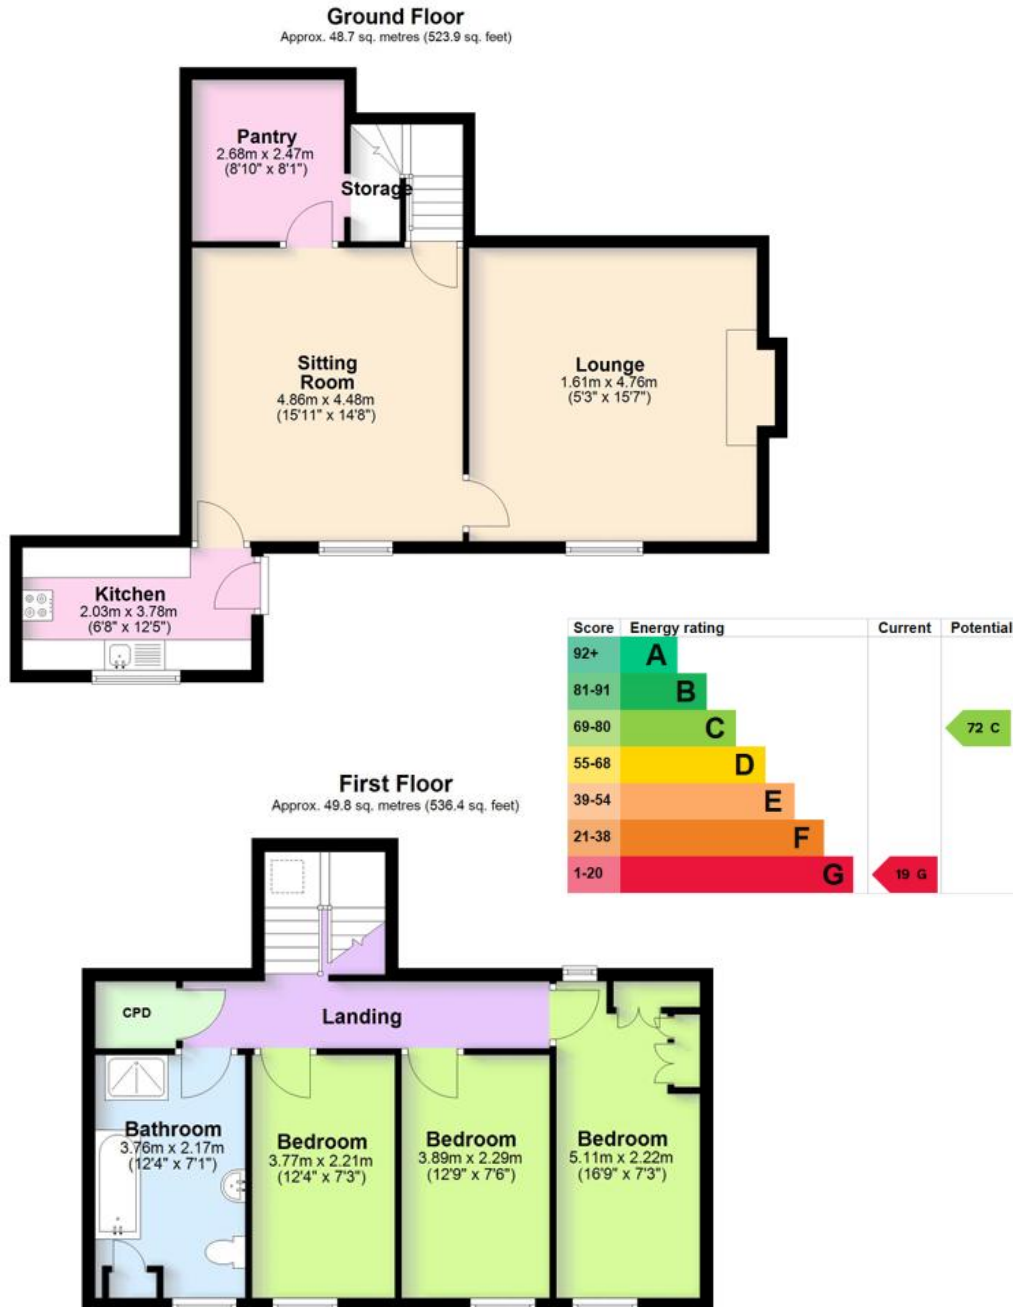 Ground Floor
Approx. 48.7 sq. metres (523.9 sq. feet)
Pantry
2.68m x 2.47m
(8'10" x 8'1")
Storage
Sitting
Room
4.86m x 4.48m
(15'11" x 14'8")
Lounge
1.61m x 4.76m
(5'3" x 15'7")
Kitchen
2.03m x 3.78m
(6'8" x 12'5")
Score Energy rating Current Potential
92+ A
81-91 B
69-80 C 72 C
55-68 D
39-54 E
21-38 F
1-20 G 19 G
First Floor
Approx. 49.8 sq. metres (536.4 sq. feet)
CPD
Landing
Bathroom
3.76m x 2.17m
(12'4" x 7'1")
Bedroom
3.77m x 2.21m
(12'4" x 7'3")
Bedroom
3.89m x 2.29m
(12'9" x 7'6")
Bedroom
5.11m x 2.22m
(16'9" x 7'3")